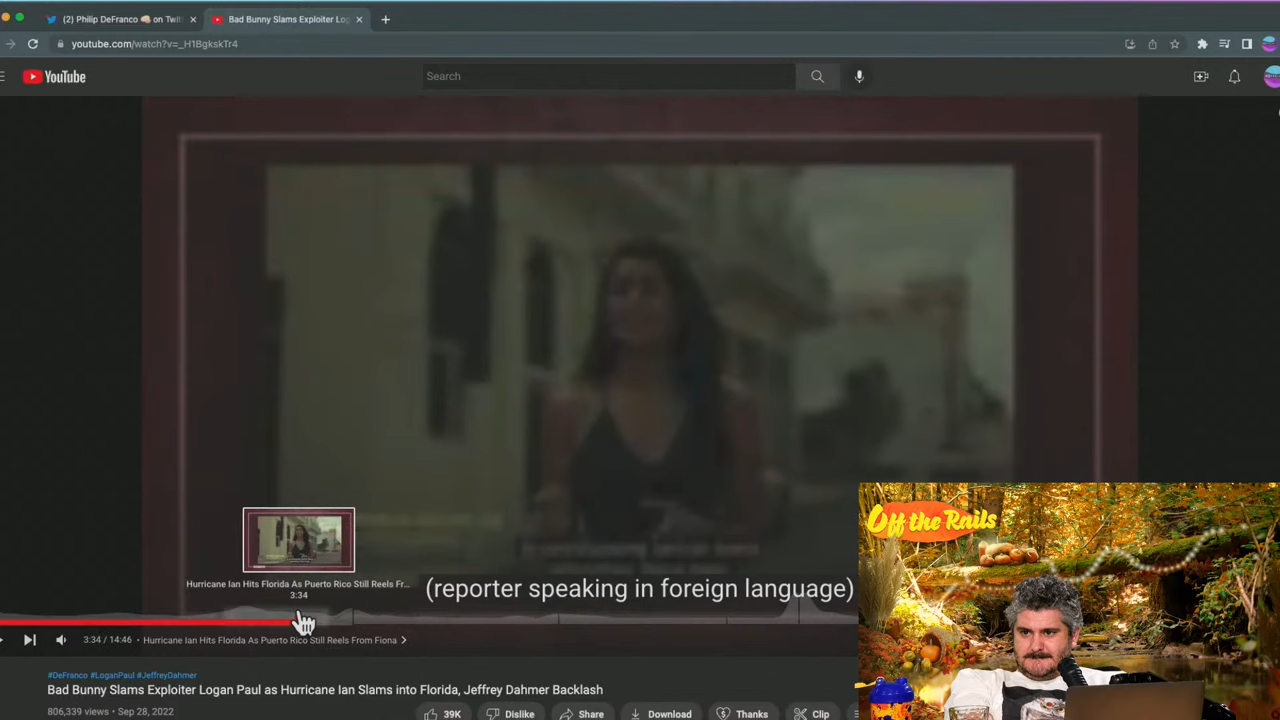 (2) Philip DeFranco 🧠 on Twit
Bad Bunny Slams Exploiter Log
youtube.com/watch?v=_H1BgkskTr4
YouTube
Search
Off the Rails
Hurricane Ian Hits Florida As Puerto Rico Still Reels Fr...
3:34
(reporter speaking in foreign language)
3:34 / 14:46 • Hurricane Ian Hits Florida As Puerto Rico Still Reels From Fiona
#DeFranco #LoganPaul #JeffreyDahmer
Bad Bunny Slams Exploiter Logan Paul as Hurricane Ian Slams into Florida, Jeffrey Dahmer Backlash
806,339 views • Sep 28, 2022
39K Dislike Share Download Thanks Clip